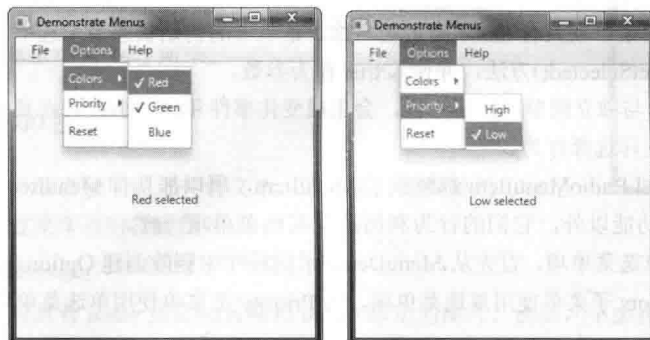 Demonstrate Menus
File Options Help
Colors
✓ Red
Priority
✓ Green
Reset
Blue
Red selected
Demonstrate Menus
File Options Help
Colors
Priority
High
Reset
✓ Low
Low selected